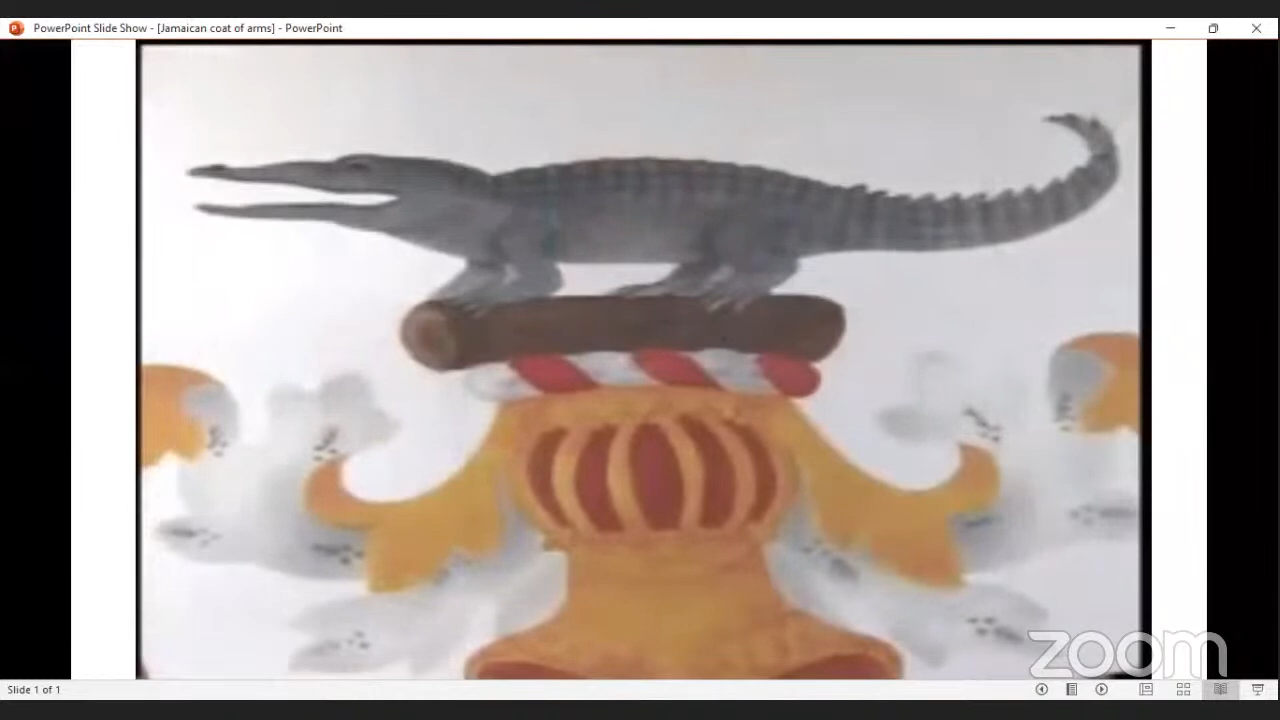 PowerPoint Slide Show - [Jamaican coat of arms] - PowerPoint
zoom
Slide 1 of 1